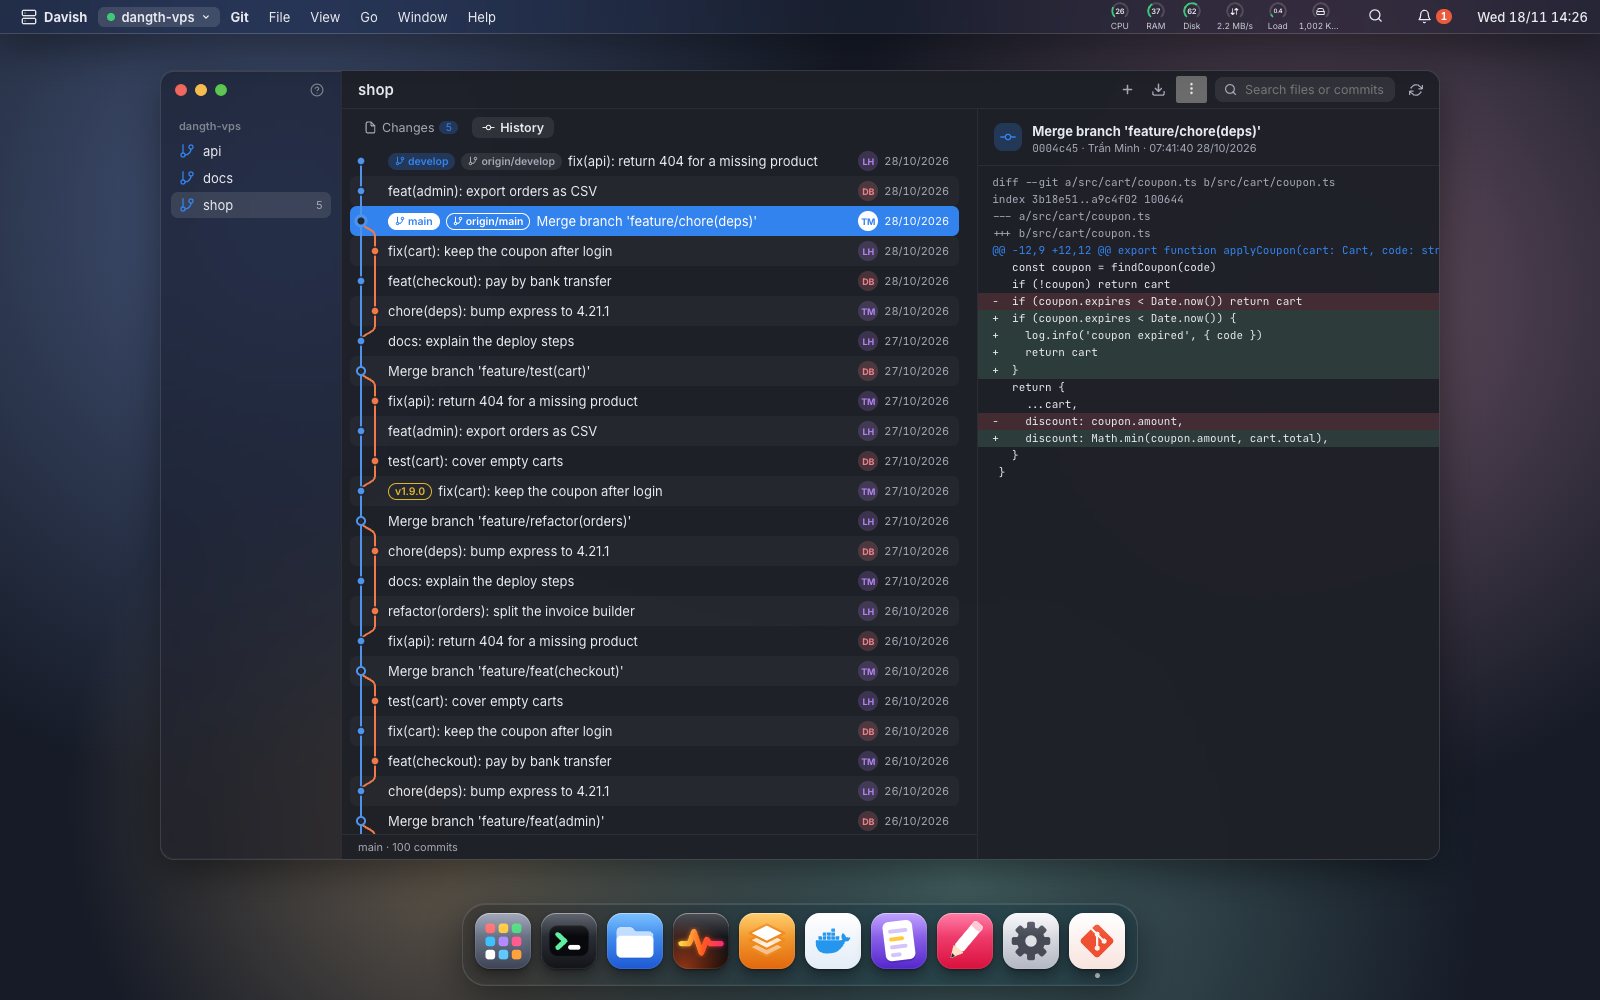 Davish dangth-vps Git File View Go Window Help
26 CPU 37 RAM 62 Disk 2.2 MB/s 0.4 Load 1,002 K... 1 Wed 18/11 14:26
shop
Search files or commits
dangth-vps
api
docs
shop 5
Changes 5 History
develop origin/develop fix(api): return 404 for a missing product LH 28/10/2026
feat(admin): export orders as CSV DB 28/10/2026
main origin/main Merge branch 'feature/chore(deps)' TM 28/10/2026
fix(cart): keep the coupon after login LH 28/10/2026
feat(checkout): pay by bank transfer DB 28/10/2026
chore(deps): bump express to 4.21.1 TM 28/10/2026
docs: explain the deploy steps LH 27/10/2026
Merge branch 'feature/test(cart)' DB 27/10/2026
fix(api): return 404 for a missing product TM 27/10/2026
feat(admin): export orders as CSV LH 27/10/2026
test(cart): cover empty carts DB 27/10/2026
v1.9.0 fix(cart): keep the coupon after login TM 27/10/2026
Merge branch 'feature/refactor(orders)' LH 27/10/2026
chore(deps): bump express to 4.21.1 DB 27/10/2026
docs: explain the deploy steps TM 27/10/2026
refactor(orders): split the invoice builder LH 26/10/2026
fix(api): return 404 for a missing product DB 26/10/2026
Merge branch 'feature/feat(checkout)' TM 26/10/2026
test(cart): cover empty carts LH 26/10/2026
fix(cart): keep the coupon after login DB 26/10/2026
feat(checkout): pay by bank transfer TM 26/10/2026
chore(deps): bump express to 4.21.1 LH 26/10/2026
Merge branch 'feature/feat(admin)' DB 26/10/2026
main · 100 commits
Merge branch 'feature/chore(deps)'
0004c45 · Trần Minh · 07:41:40 28/10/2026
diff --git a/src/cart/coupon.ts b/src/cart/coupon.ts
index 3b18e51..a9c4f02 100644
--- a/src/cart/coupon.ts
+++ b/src/cart/coupon.ts
@@ -12,9 +12,12 @@ export function applyCoupon(cart: Cart, code: str
const coupon = findCoupon(code)
if (!coupon) return cart
- if (coupon.expires < Date.now()) return cart
+ if (coupon.expires < Date.now()) {
+ log.info('coupon expired', { code })
+ return cart
+ }
return {
...cart,
- discount: coupon.amount,
+ discount: Math.min(coupon.amount, cart.total),
}
}